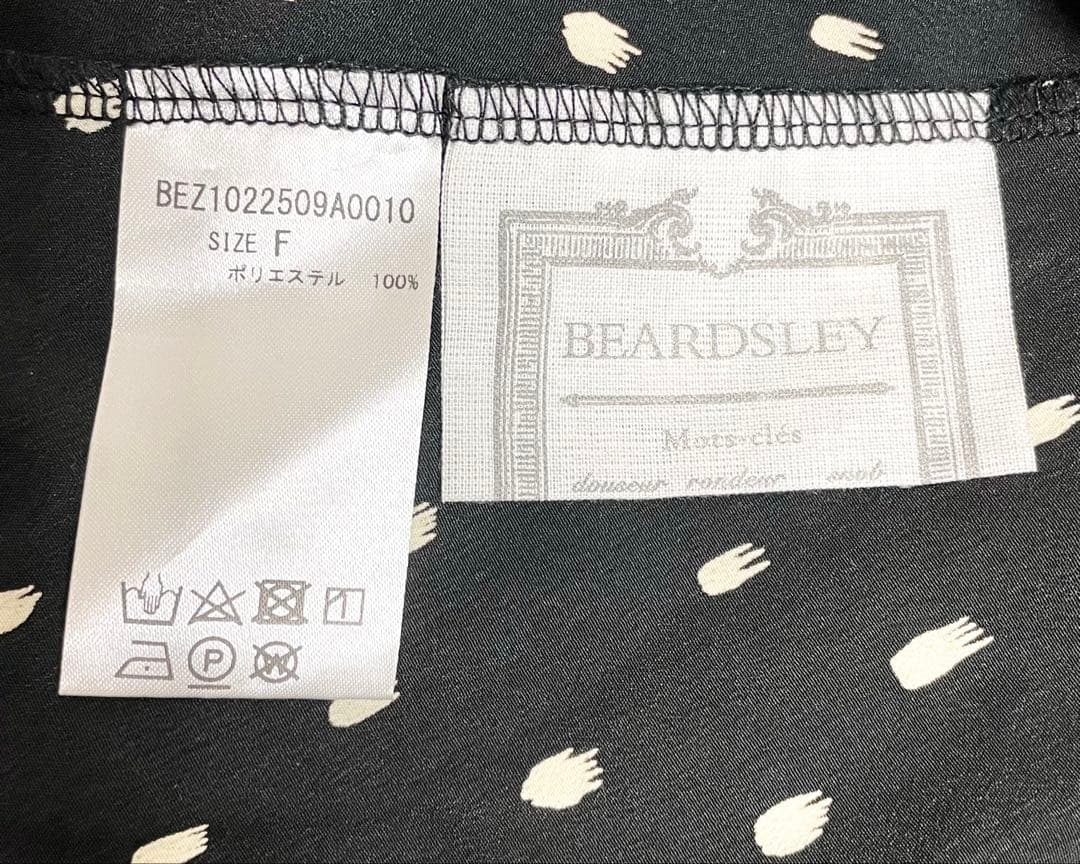 BEZ1022509A0010
SIZE F
ポリエステル 100%
P
W
BEARDSLEY
Mots-clés
douceur rondeur snob